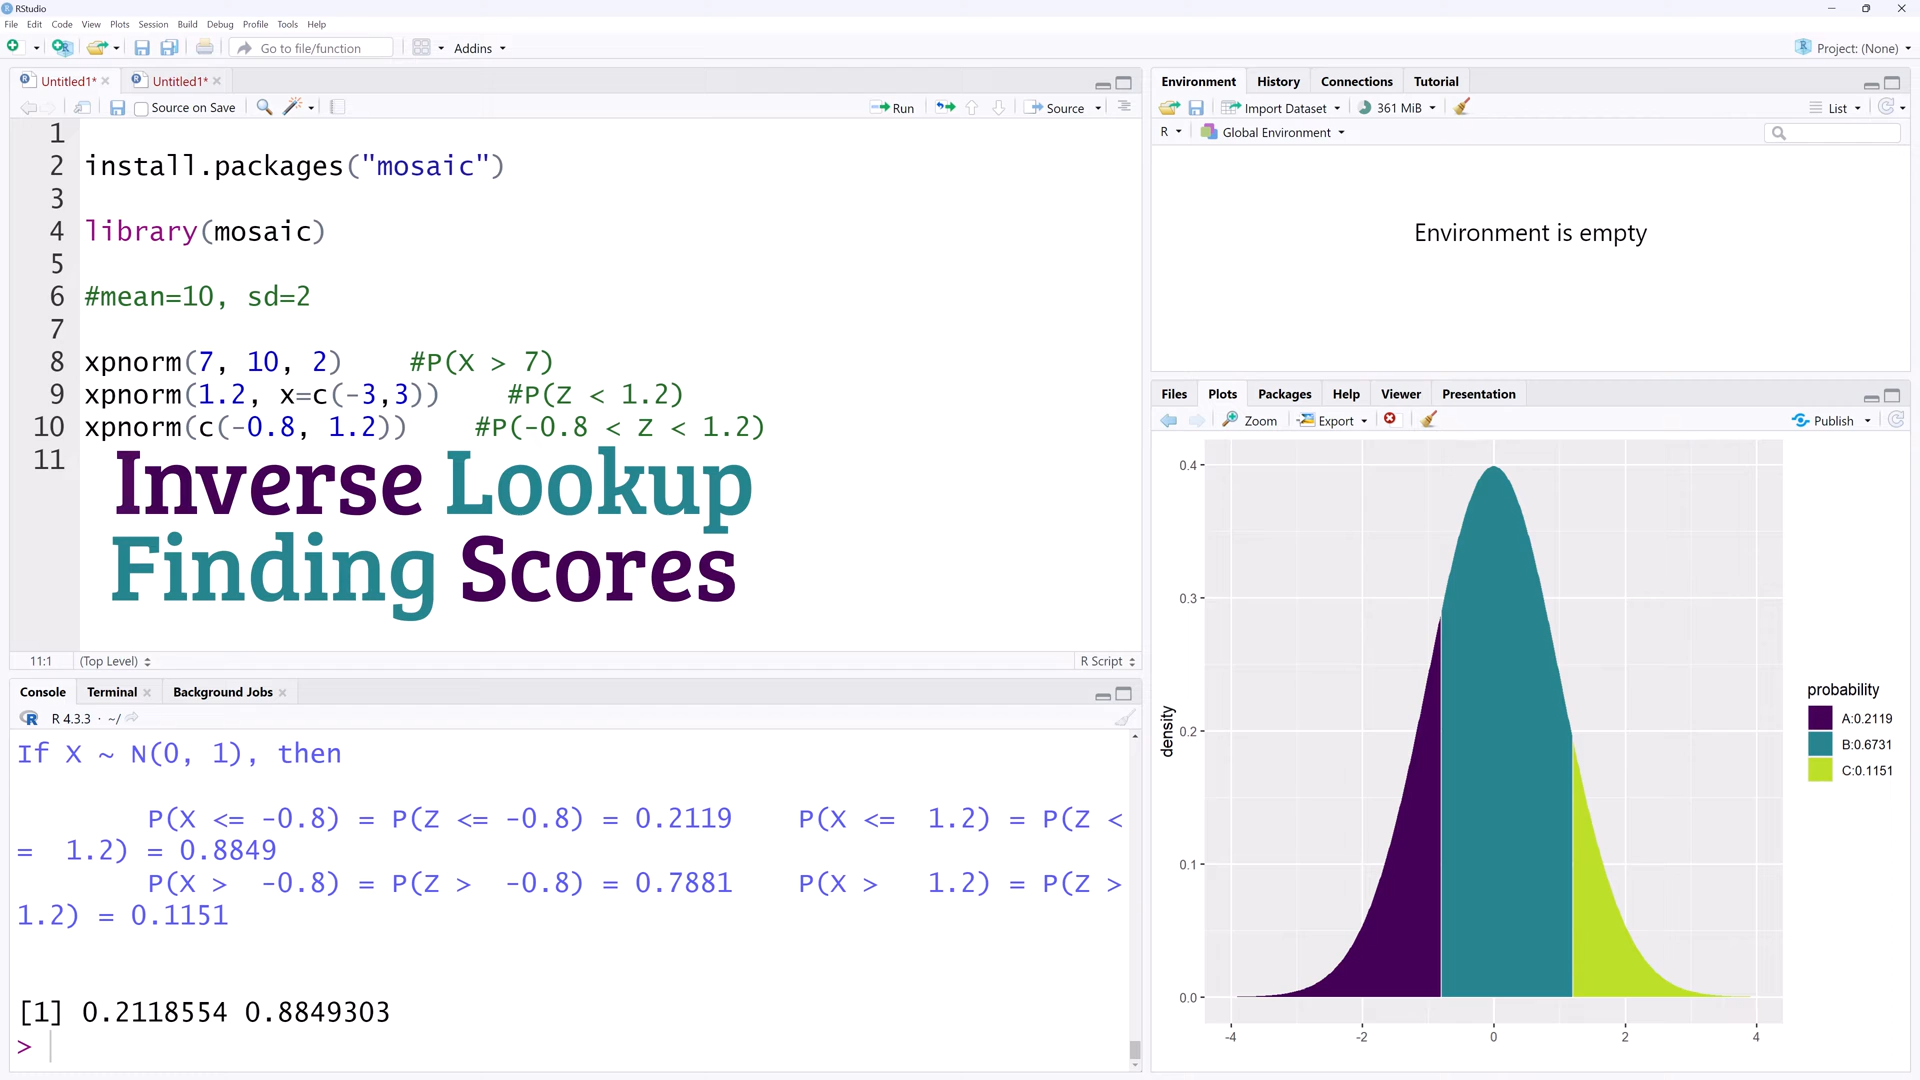 RStudio
File Edit Code View Plots Session Build Debug Profile Tools Help
Go to file/function Addins Project: (None)
Untitled1* Untitled1*
Source on Save Run Source
1
2 install.packages("mosaic")
3
4 library(mosaic)
5
6 #mean=10, sd=2
7
8 xpnorm(7, 10, 2) #P(X > 7)
9 xpnorm(1.2, x=c(-3,3)) #P(Z < 1.2)
10 xpnorm(c(-0.8, 1.2)) #P(-0.8 < Z < 1.2)
11
Inverse Lookup
Finding Scores
11:1 (Top Level) R Script
Console Terminal Background Jobs
R 4.3.3 · ~/
If X ~ N(0, 1), then
P(X <= -0.8) = P(Z <= -0.8) = 0.2119 P(X <= 1.2) = P(Z <
= 1.2) = 0.8849
P(X > -0.8) = P(Z > -0.8) = 0.7881 P(X > 1.2) = P(Z >
1.2) = 0.1151
[1] 0.2118554 0.8849303
>
Environment History Connections Tutorial
Import Dataset 361 MiB List
R Global Environment
Environment is empty
Files Plots Packages Help Viewer Presentation
Zoom Export Publish
0.4
0.3
0.2
0.1
0.0
density
-4 -2 0 2 4
probability
A:0.2119
B:0.6731
C:0.1151